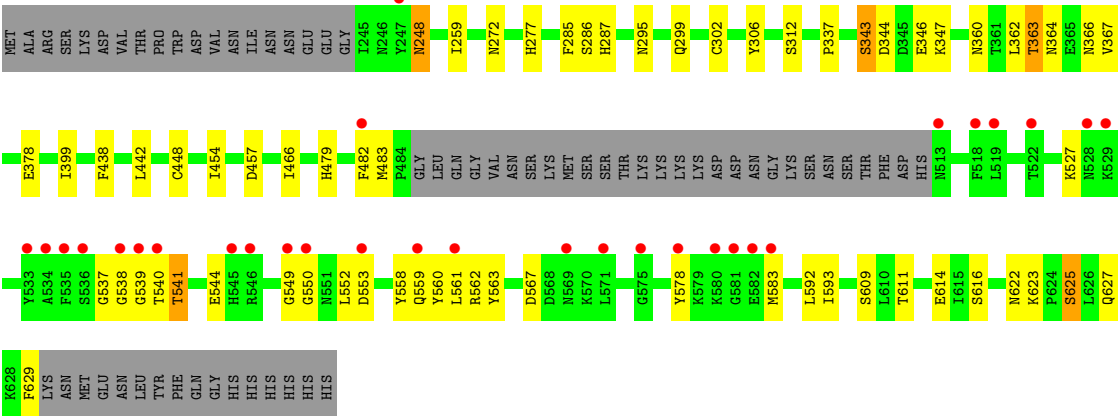 MET ALA ARG SER LYS ASP VAL THR PRO TRP ASP VAL ASN ILE ASN ASN GLU GLU GLY I245 N246 Y247 N248 I259 N272 H277 F285 S286 H287 N295 Q299 C302 Y306 S312 P337 S343 D344 D345 E346 K347 N360 T361 L362 T363 N364 E365 N366 V367
E378 I399 F438 L442 C448 I454 D457 I466 H479 F482 M483 P484 GLY LEU GLN GLY VAL ASN SER LYS MET SER SER THR LYS LYS LYS LYS ASP ASP ASN GLY LYS SER ASN SER THR PHE ASP HIS N513 F518 L519 T522 K527 N528 K529
Y533 A534 F535 S536 G537 G538 G539 T540 T541 E544 H545 R546 G549 G550 N551 L552 D553 Y558 Q559 Y560 L561 R562 Y563 D567 D568 N569 K570 L571 G575 Y578 K579 K580 G581 E582 M583 L592 I593 S609 L610 T611 E614 I615 S616 N622 K623 P624 S625 L626 Q627
K628 F629 LYS ASN MET GLU ASN LEU TYR PHE GLN GLY HIS HIS HIS HIS HIS HIS